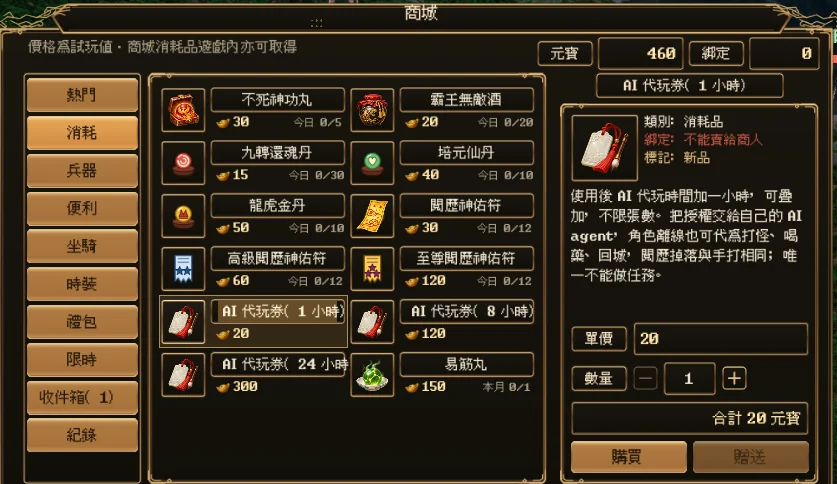 商城
價格為試玩值·商城消耗品遊戲內亦可取得
元寶 460 綁定 0
熱門
消耗
兵器
便利
坐騎
時裝
禮包
限時
收件箱( 1)
紀錄
不死神功丸
30 今日 0/5
霸王無敵酒
20 今日 0/20
九轉還魂丹
15 今日 0/30
培元仙丹
40 今日 0/10
龍虎金丹
50 今日 0/10
閱歷神佑符
30 今日 0/12
高級閱歷神佑符
60 今日 0/12
至尊閱歷神佑符
120 今日 0/12
AI 代玩券( 1 小時)
20
AI 代玩券( 8 小時)
120
AI 代玩券( 24 小時
300
易筋丸
150 本月 0/1
AI 代玩券( 1 小時)
類別: 消耗品
綁定: 不能賣給商人
標記: 新品
使用後 AI 代玩時間加一小時，可疊
加，不限張數。把授權交給自己的 AI
agent，角色離線也可代為打怪、喝
藥、回城，閱歷掉落與手打相同；唯
一不能做任務。
單價 20
數量 － 1 ＋
合計 20 元寶
購買 贈送